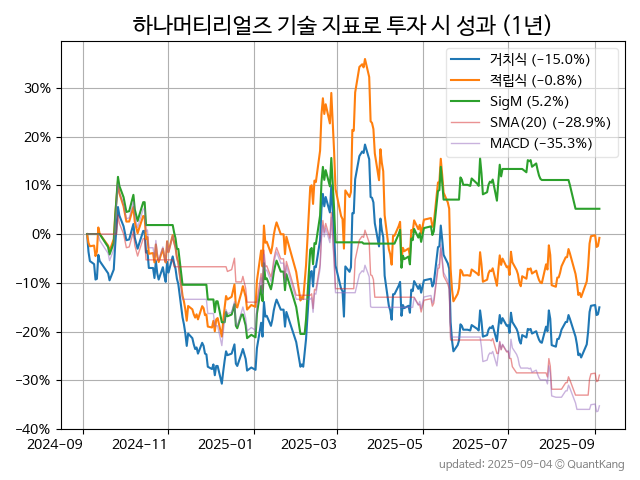 하나머티리얼즈 기술 지표로 투자 시 성과 (1년)
거치식 (−15.0%)
적립식 (−0.8%)
SigM (5.2%)
SMA(20) (−28.9%)
MACD (−35.3%)
30%
20%
10%
0%
−10%
−20%
−30%
−40%
2024-09
2024-11
2025-01
2025-03
2025-05
2025-07
2025-09
updated: 2025-09-04 © QuantKang